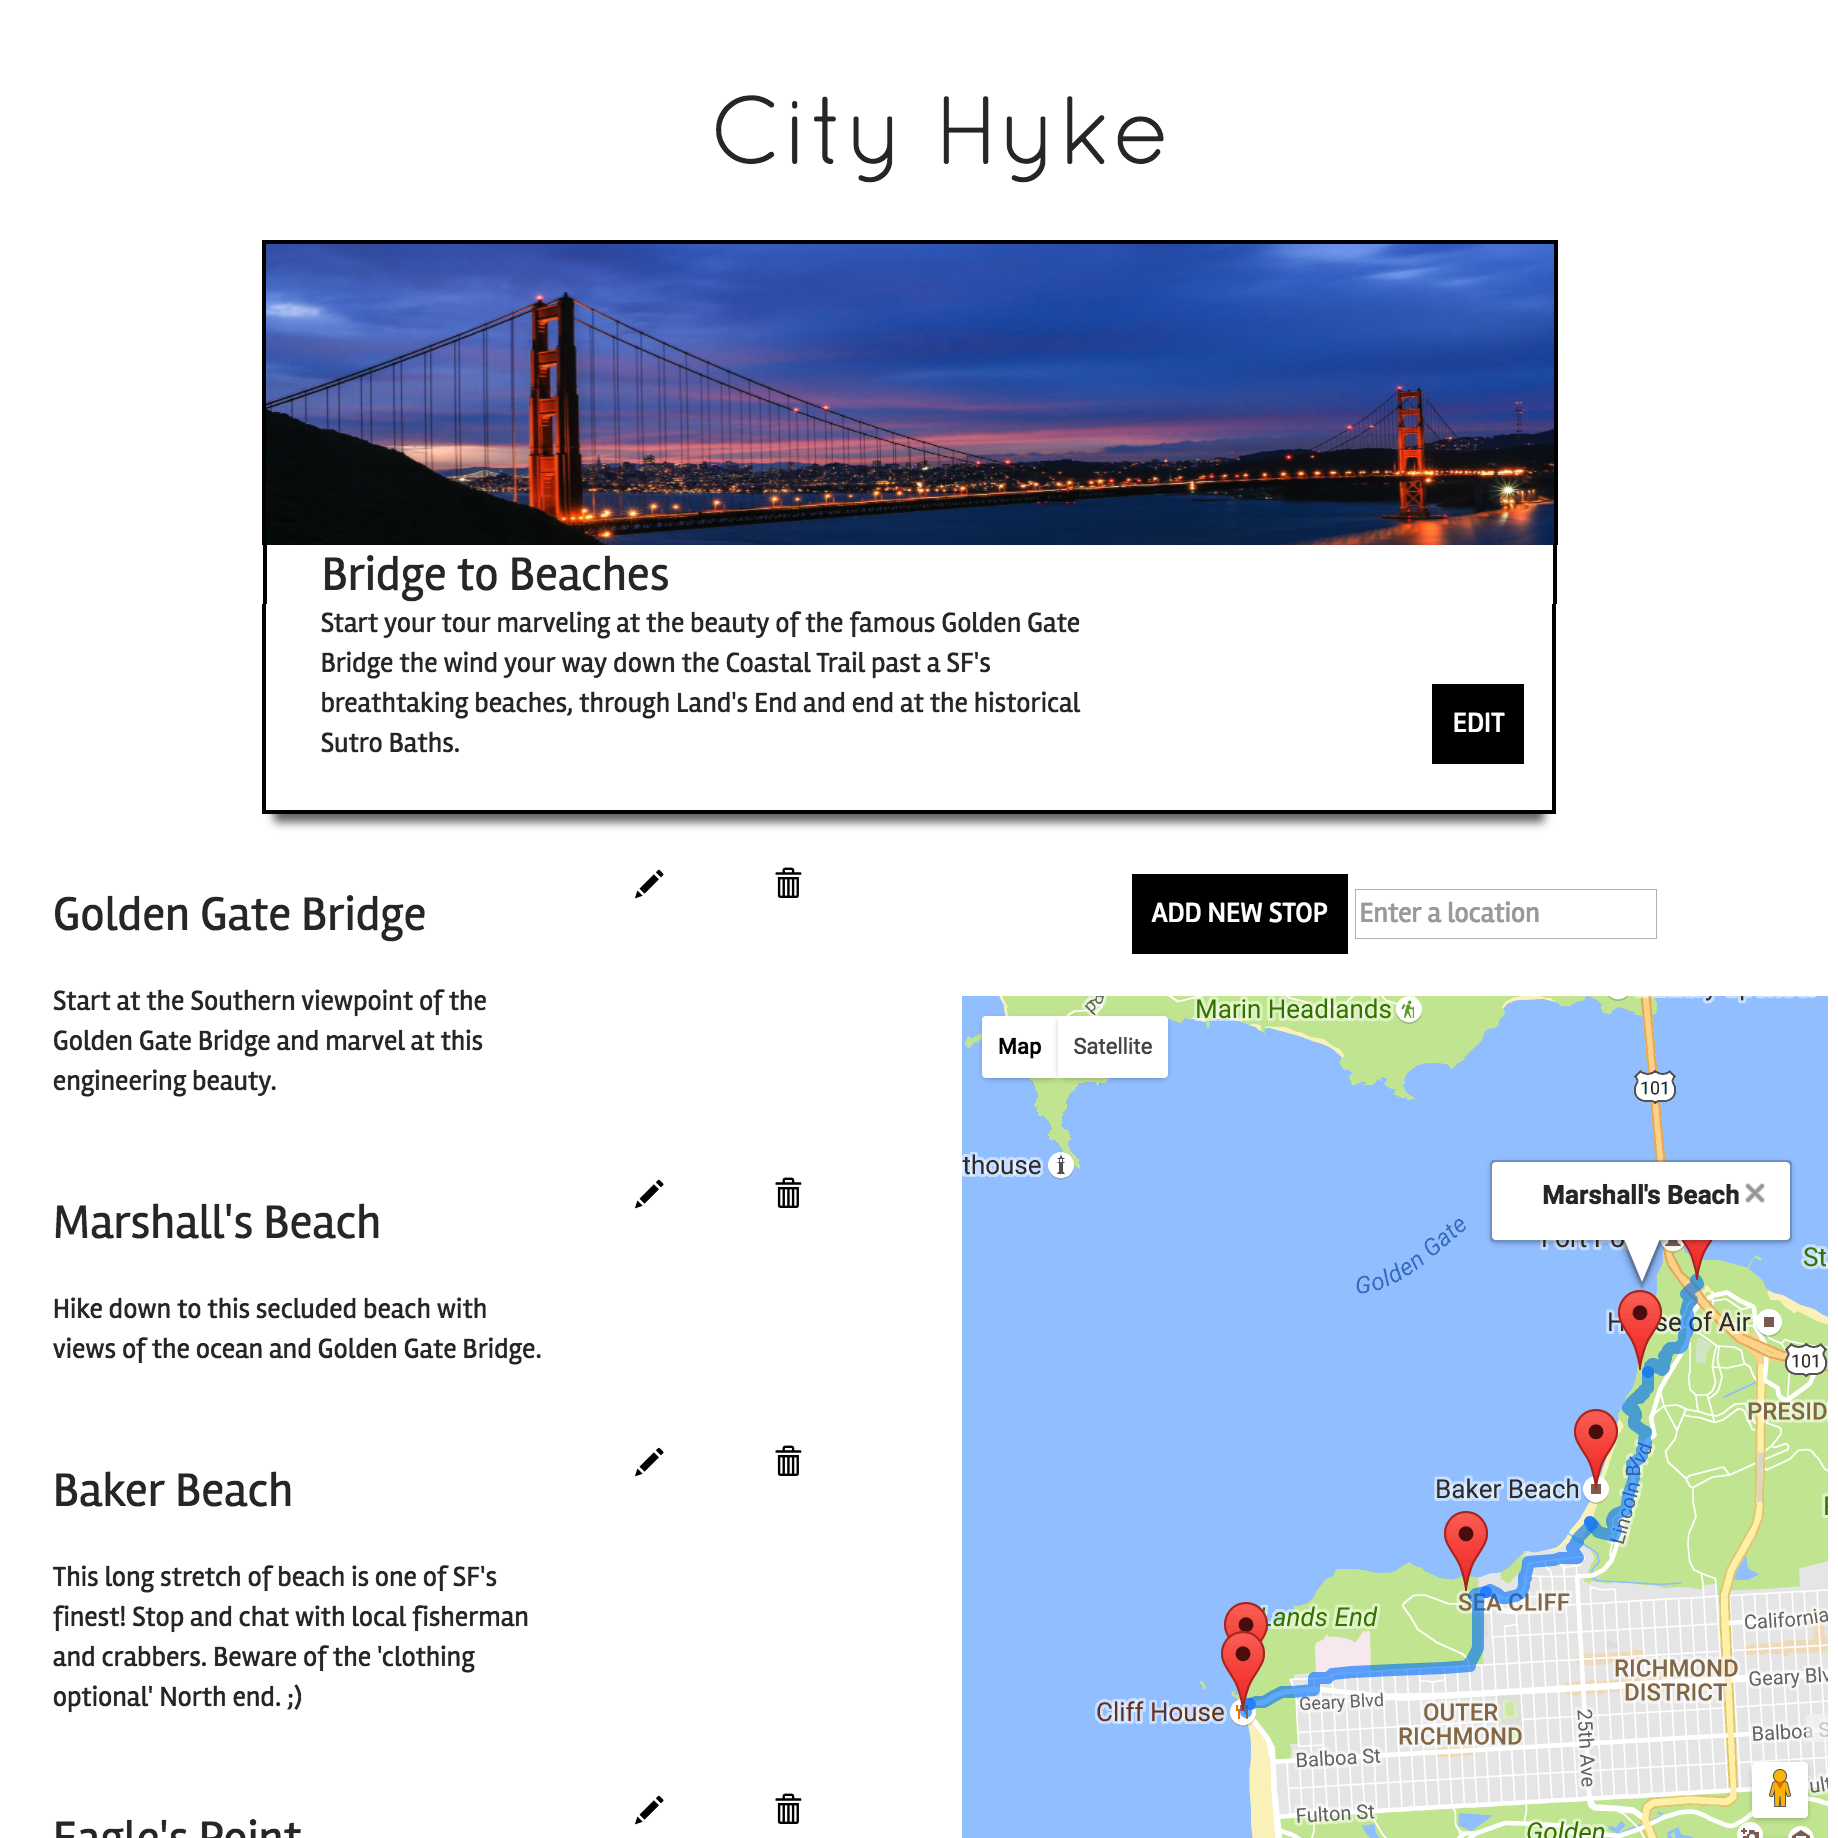 City Hyke
Bridge to Beaches
Start your tour marveling at the beauty of the famous Golden Gate
Bridge the wind your way down the Coastal Trail past a SF's
breathtaking beaches, through Land's End and end at the historical
Sutro Baths.
EDIT
Golden Gate Bridge
Start at the Southern viewpoint of the
Golden Gate Bridge and marvel at this
engineering beauty.
Marshall's Beach
Hike down to this secluded beach with
views of the ocean and Golden Gate Bridge.
Baker Beach
This long stretch of beach is one of SF's
finest! Stop and chat with local fisherman
and crabbers. Beware of the 'clothing
optional' North end. ;)
Eagle's Point
ADD NEW STOP
Enter a location
Marin Headlands
Map
Satellite
101
thouse
Marshall's Beach
Golden Gate
St
of Air
101
PRESID
Baker Beach
Lincoln Blvd
SEA CLIFF
Lands End
California
RICHMOND
DISTRICT
Geary Blv
Cliff House
Geary Blvd
OUTER
RICHMOND
25th Ave
Balboa S
Balboa St
Fulton St
ult
Golden